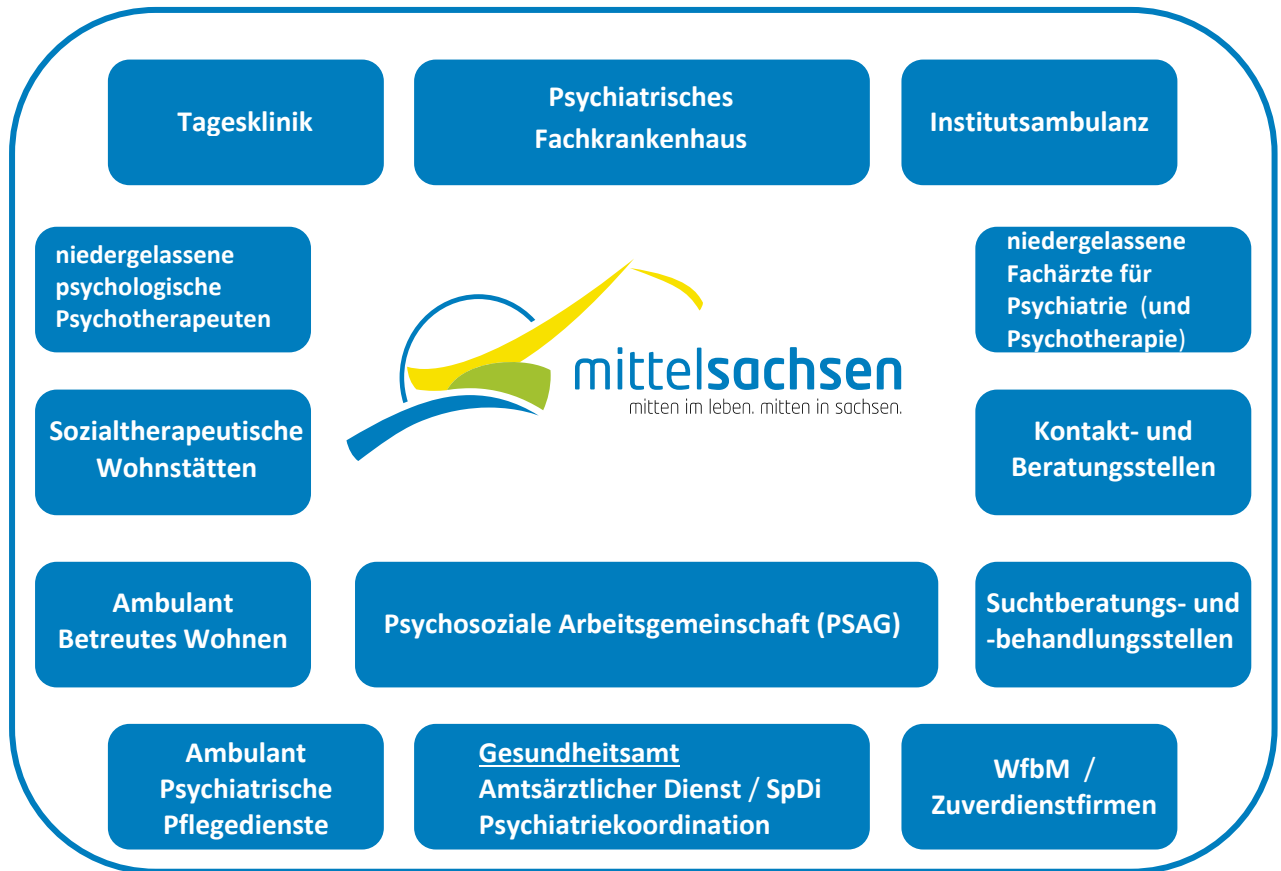 Tagesklinik
Psychiatrisches
Fachkrankenhaus
Institutsambulanz
niedergelassene
psychologische
Psychotherapeuten
niedergelassene
Fachärzte für
Psychiatrie (und
Psychotherapie)
mittelsachsen
mitten im leben. mitten in sachsen.
Sozialtherapeutische
Wohnstätten
Kontakt- und
Beratungsstellen
Ambulant
Betreutes Wohnen
Psychosoziale Arbeitsgemeinschaft (PSAG)
Suchtberatungs- und
-behandlungsstellen
Ambulant
Psychiatrische
Pflegedienste
Gesundheitsamt
Amtsärztlicher Dienst / SpDi
Psychiatriekoordination
WfbM /
Zuverdienstfirmen